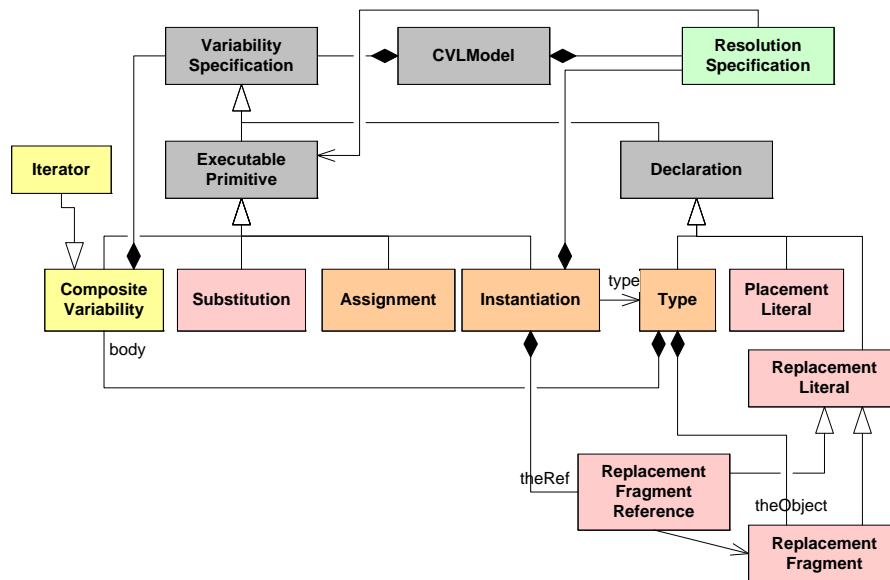 Variability
Specification
CVLModel
Resolution
Specification
Executable
Primitive
Declaration
Iterator
Composite
Variability
Substitution
Assignment
Instantiation
type
Type
Placement
Literal
body
Replacement
Literal
theRef
Replacement
Fragment
Reference
theObject
Replacement
Fragment